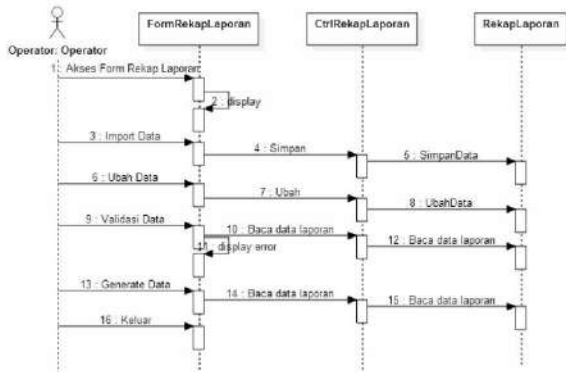 FormRekapLaporan
CtrlRekapLaporan
RekapLaporan
Operator: Operator
1: Akses Form Rekap Laporan
2 : display
3 : Import Data
4 : Simpan
5 : SimpanData
6 : Ubah Data
7 : Ubah
8 : UbahData
9 : Validasi Data
10 : Baca data laporan
11 : display error
12 : Baca data laporan
13 : Generate Data
14 : Baca data laporan
15 : Baca data laporan
16 : Keluar